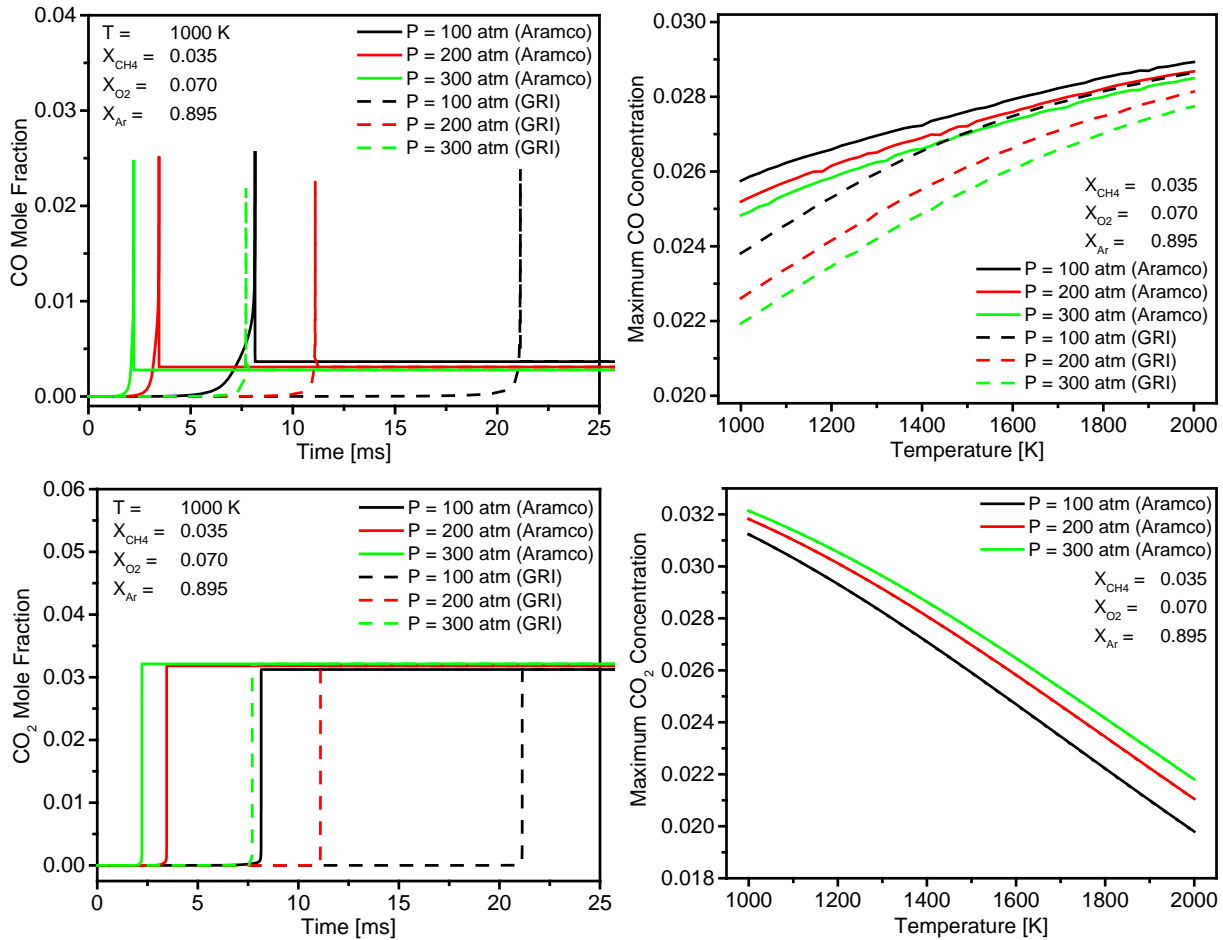 0.04
0.03
0.02
0.01
0.00
CO Mole Fraction
T = 1000 K
X_CH4 = 0.035
X_O2 = 0.070
X_Ar = 0.895
P = 100 atm (Aramco)
P = 200 atm (Aramco)
P = 300 atm (Aramco)
P = 100 atm (GRI)
P = 200 atm (GRI)
P = 300 atm (GRI)
0 5 10 15 20 25
Time [ms]
0.030
0.028
0.026
0.024
0.022
0.020
Maximum CO Concentration
X_CH4 = 0.035
X_O2 = 0.070
X_Ar = 0.895
P = 100 atm (Aramco)
P = 200 atm (Aramco)
P = 300 atm (Aramco)
P = 100 atm (GRI)
P = 200 atm (GRI)
P = 300 atm (GRI)
1000 1200 1400 1600 1800 2000
Temperature [K]
0.06
0.05
0.04
0.03
0.02
0.01
0.00
CO2 Mole Fraction
T = 1000 K
X_CH4 = 0.035
X_O2 = 0.070
X_Ar = 0.895
P = 100 atm (Aramco)
P = 200 atm (Aramco)
P = 300 atm (Aramco)
P = 100 atm (GRI)
P = 200 atm (GRI)
P = 300 atm (GRI)
0 5 10 15 20 25
Time [ms]
0.032
0.030
0.028
0.026
0.024
0.022
0.020
0.018
Maximum CO2 Concentration
P = 100 atm (Aramco)
P = 200 atm (Aramco)
P = 300 atm (Aramco)
X_CH4 = 0.035
X_O2 = 0.070
X_Ar = 0.895
1000 1200 1400 1600 1800 2000
Temperature [K]